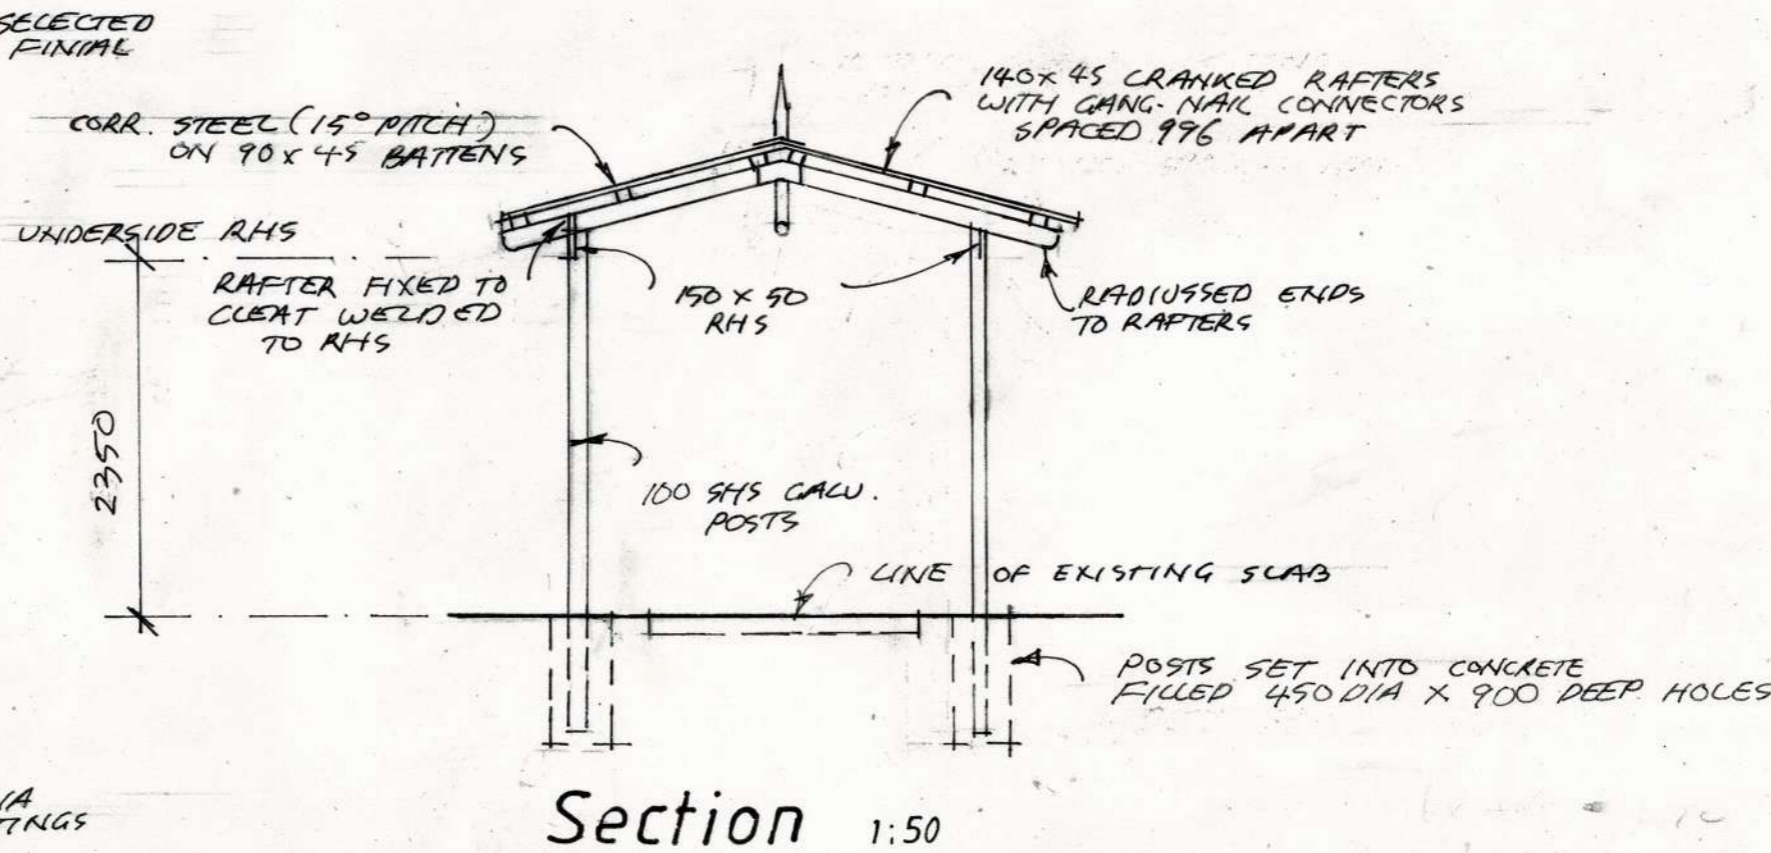 SELECTED
FINIAL
CORR. STEEL (15° PITCH)
ON 90 x 45 BATTENS
140 x 45 CRANKED RAFTERS
WITH GANG-NAIL CONNECTORS
SPACED 996 APART
UNDERSIDE RHS
RAFTER FIXED TO
CLEAT WELDED
TO RHS
150 x 50
RHS
RADIUSSED ENDS
TO RAFTERS
2350
100 SHS GALV.
POSTS
LINE OF EXISTING SLAB
POSTS SET INTO CONCRETE
FILLED 450 DIA X 900 DEEP HOLES
Section 1:50